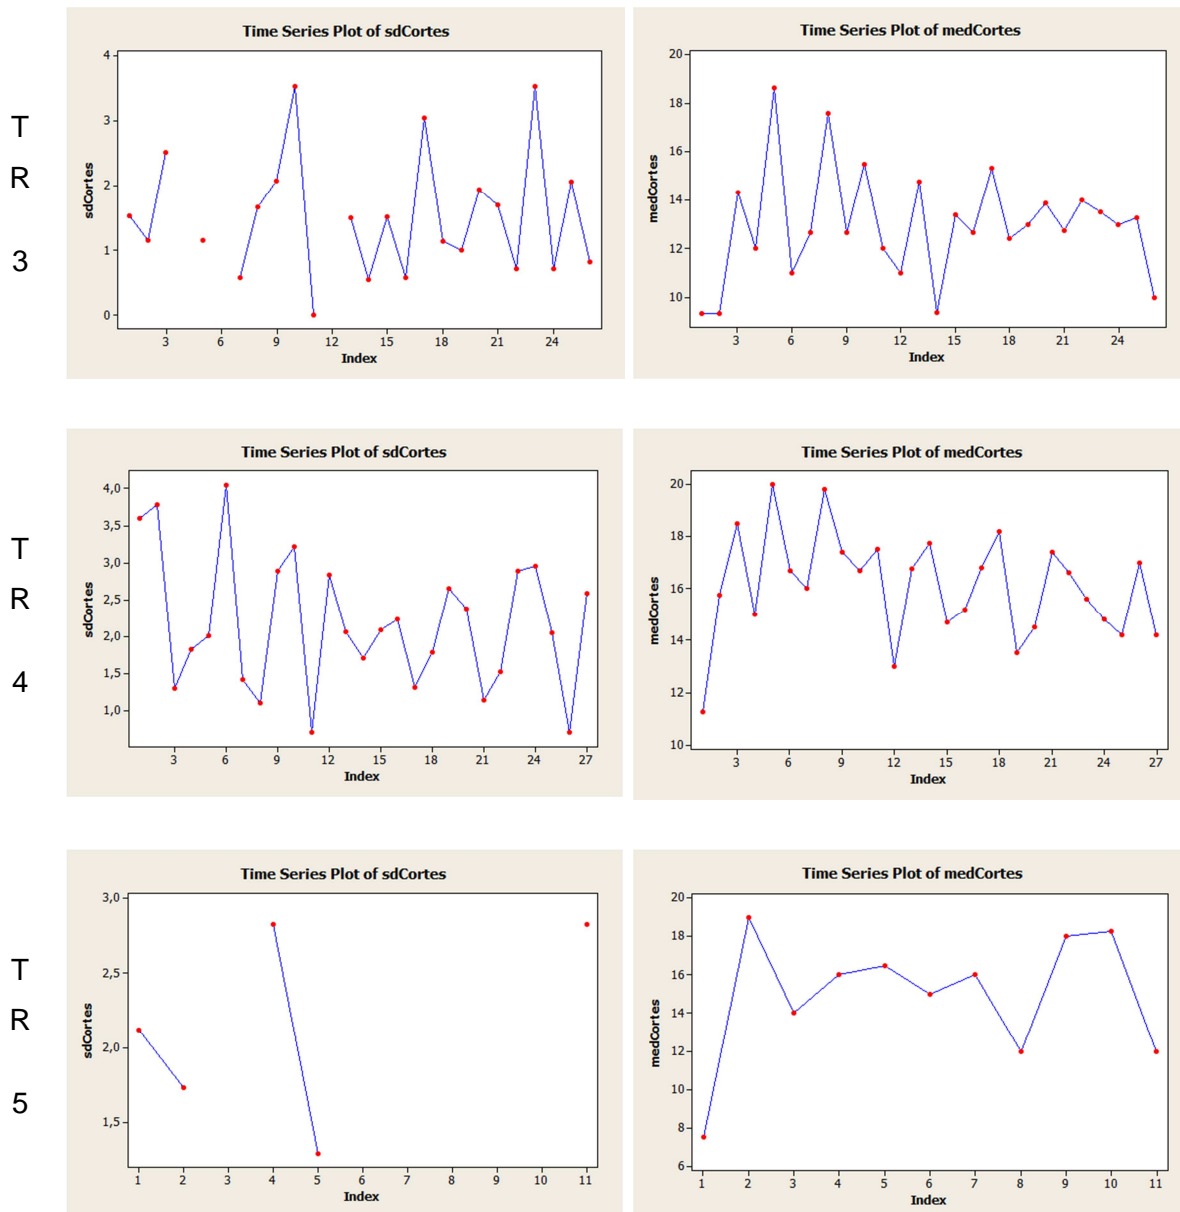 T
R
3
Time Series Plot of sdCortes
4
3
2
1
0
sdCortes
3 6 9 12 15 18 21 24
Index
Time Series Plot of medCortes
20
18
16
14
12
10
medCortes
3 6 9 12 15 18 21 24
Index
T
R
4
Time Series Plot of sdCortes
4,0
3,5
3,0
2,5
2,0
1,5
1,0
sdCortes
3 6 9 12 15 18 21 24 27
Index
Time Series Plot of medCortes
20
18
16
14
12
10
medCortes
3 6 9 12 15 18 21 24 27
Index
T
R
5
Time Series Plot of sdCortes
3,0
2,5
2,0
1,5
sdCortes
1 2 3 4 5 6 7 8 9 10 11
Index
Time Series Plot of medCortes
20
18
16
14
12
10
8
6
medCortes
1 2 3 4 5 6 7 8 9 10 11
Index